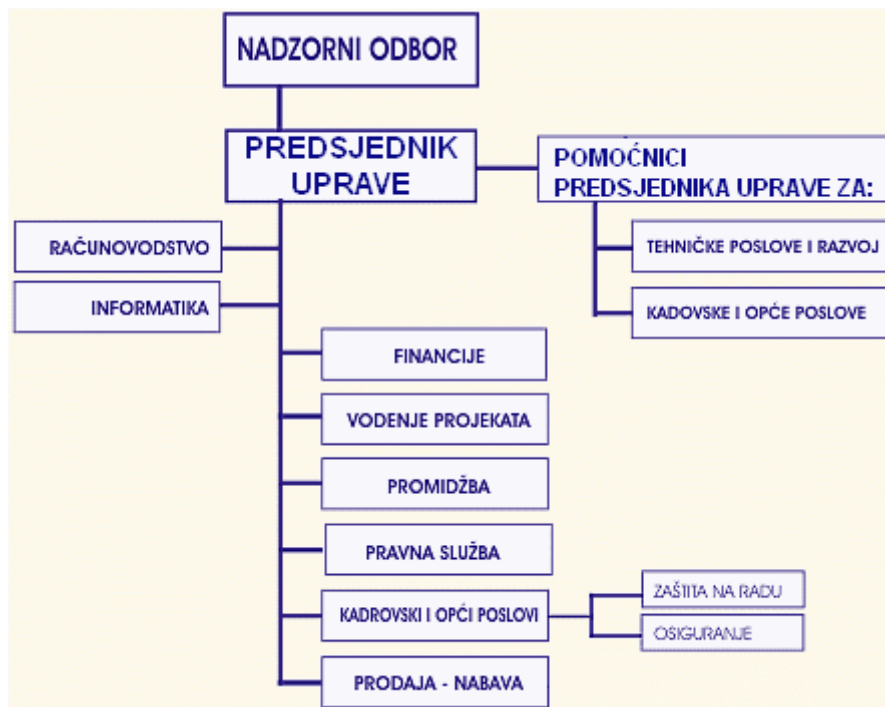 NADZORNI ODBOR
PREDSJEDNIK
UPRAVE
POMOĆNICI
PREDSJEDNIKA UPRAVE ZA:
RAČUNOVODSTVO
TEHNIČKE POSLOVE I RAZVOJ
INFORMATIKA
KADOVSKE I OPĆE POSLOVE
FINANCIJE
VODENJE PROJEKATA
PROMIDŽBA
PRAVNA SLUŽBA
KADROVSKI I OPĆI POSLOVI
ZAŠTITA NA RADU
OSIGURANJE
PRODAJA - NABAVA